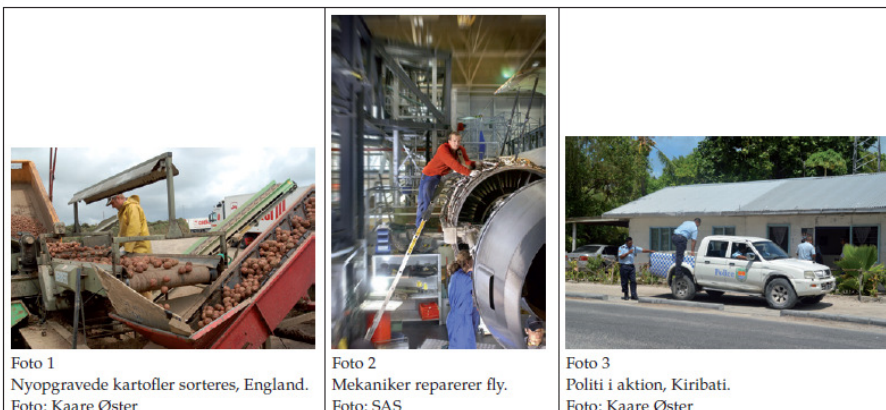 Police
Foto 1
Nyopgravede kartofler sorteres, England.
Foto: Kaare Øster
Foto 2
Mekaniker reparerer fly.
Foto: SAS
Foto 3
Politi i aktion, Kiribati.
Foto: Kaare Øster